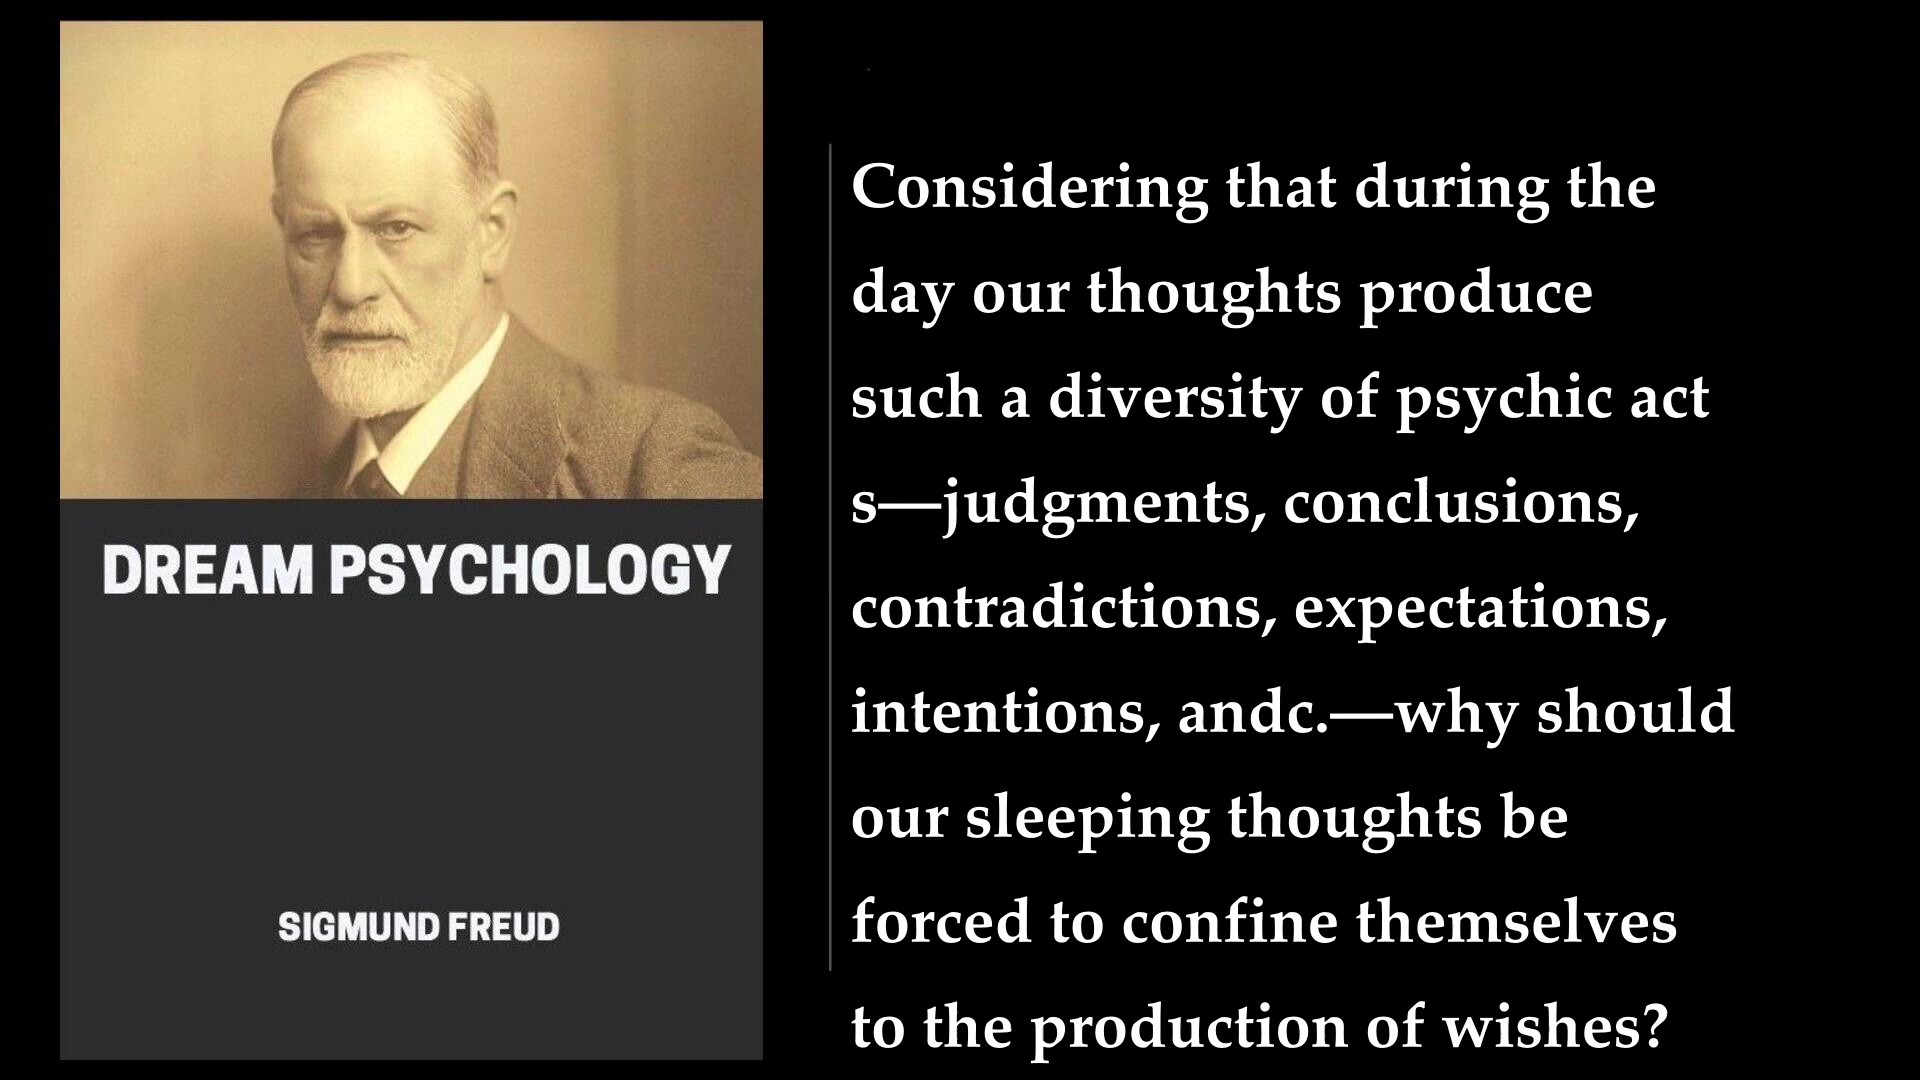 DREAM PSYCHOLOGY
SIGMUND FREUD
Considering that during the
day our thoughts produce
such a diversity of psychic act
s—judgments, conclusions,
contradictions, expectations,
intentions, andc.—why should
our sleeping thoughts be
forced to confine themselves
to the production of wishes?